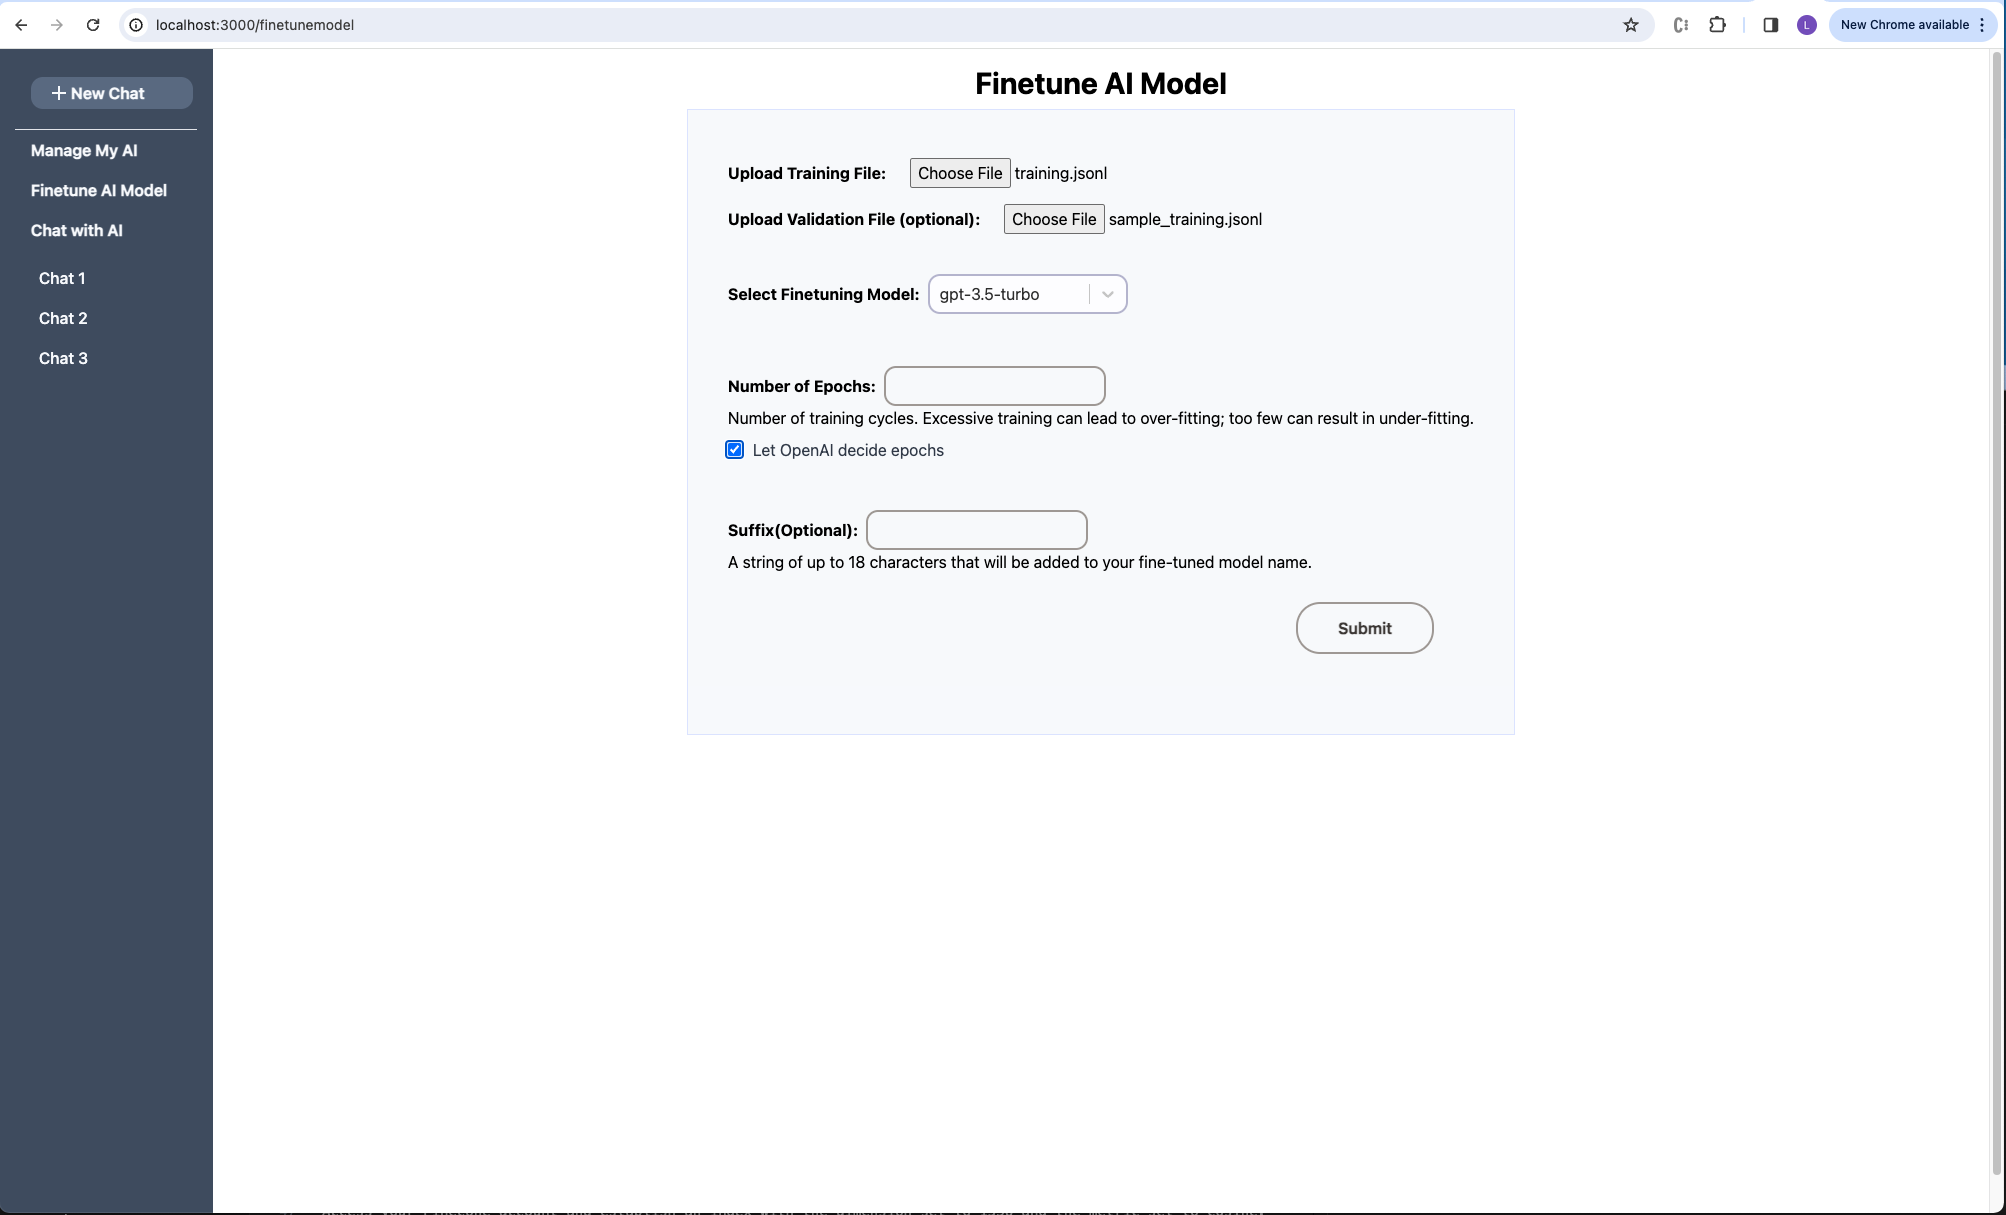 localhost:3000/finetunemodel
L
New Chrome available
+ New Chat
Manage My AI
Finetune AI Model
Chat with AI
Chat 1
Chat 2
Chat 3
Finetune AI Model
Upload Training File: Choose File training.jsonl
Upload Validation File (optional): Choose File sample_training.jsonl
Select Finetuning Model: gpt-3.5-turbo
Number of Epochs:
Number of training cycles. Excessive training can lead to over-fitting; too few can result in under-fitting.
Let OpenAI decide epochs
Suffix(Optional):
A string of up to 18 characters that will be added to your fine-tuned model name.
Submit